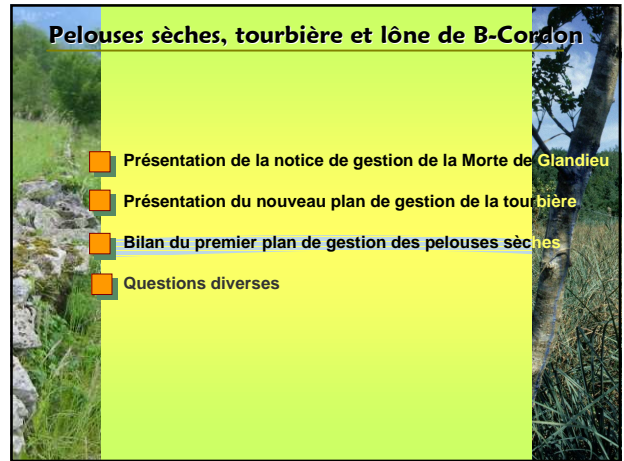 Pelouses sèches, tourbière et lône de B-Cordon
Présentation de la notice de gestion de la Morte de Glandieu
Présentation du nouveau plan de gestion de la tourbière
Bilan du premier plan de gestion des pelouses sèches
Questions diverses